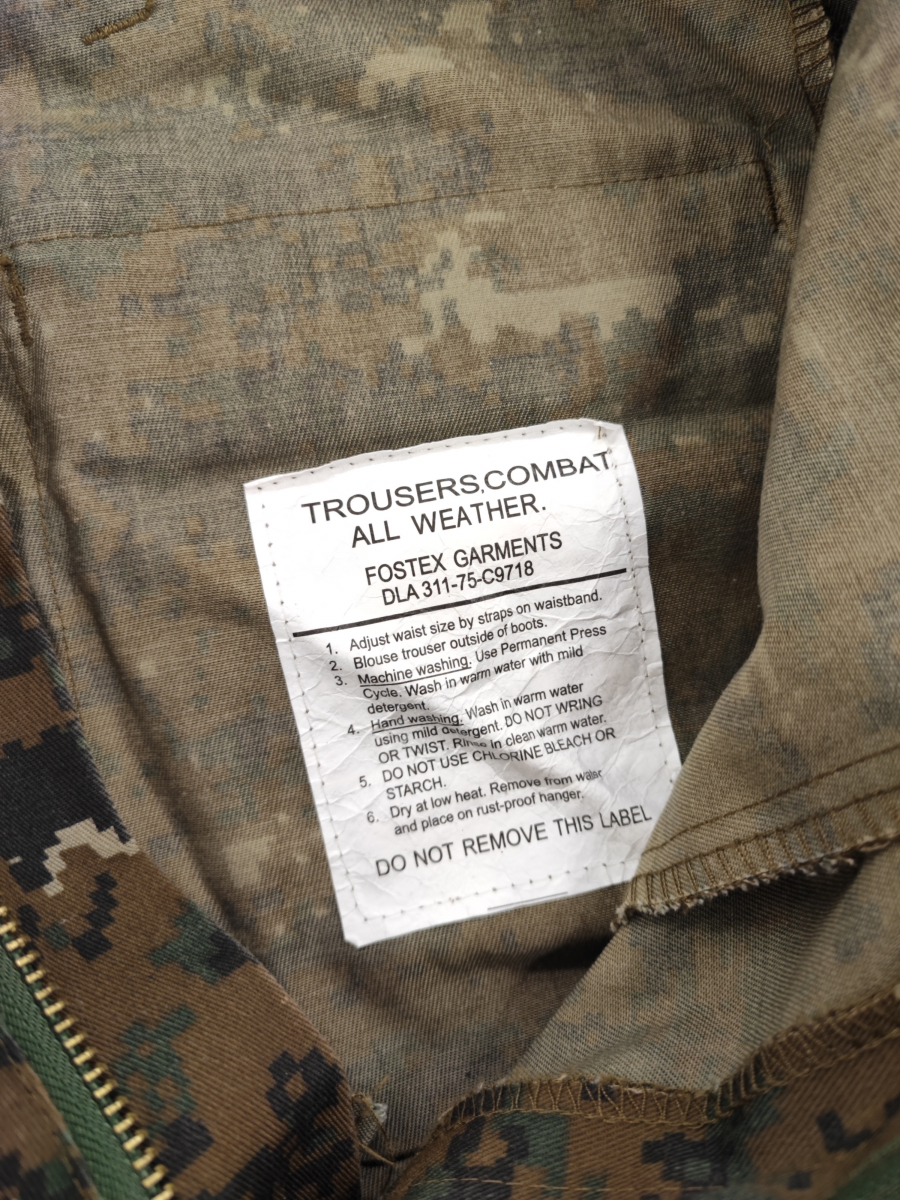 TROUSERS,COMBAT
ALL WEATHER.
FOSTEX GARMENTS
DLA 311-75-C9718
1. Adjust waist size by straps on waistband.
2. Blouse trouser outside of boots.
3. Machine washing. Use Permanent Press
Cycle. Wash in warm water with mild
detergent.
4. Hand washing. Wash in warm water
using mild detergent. DO NOT WRING
OR TWIST. Rinse in clean warm water.
5. DO NOT USE CHLORINE BLEACH OR
STARCH.
6. Dry at low heat. Remove from water
and place on rust-proof hanger.
DO NOT REMOVE THIS LABEL